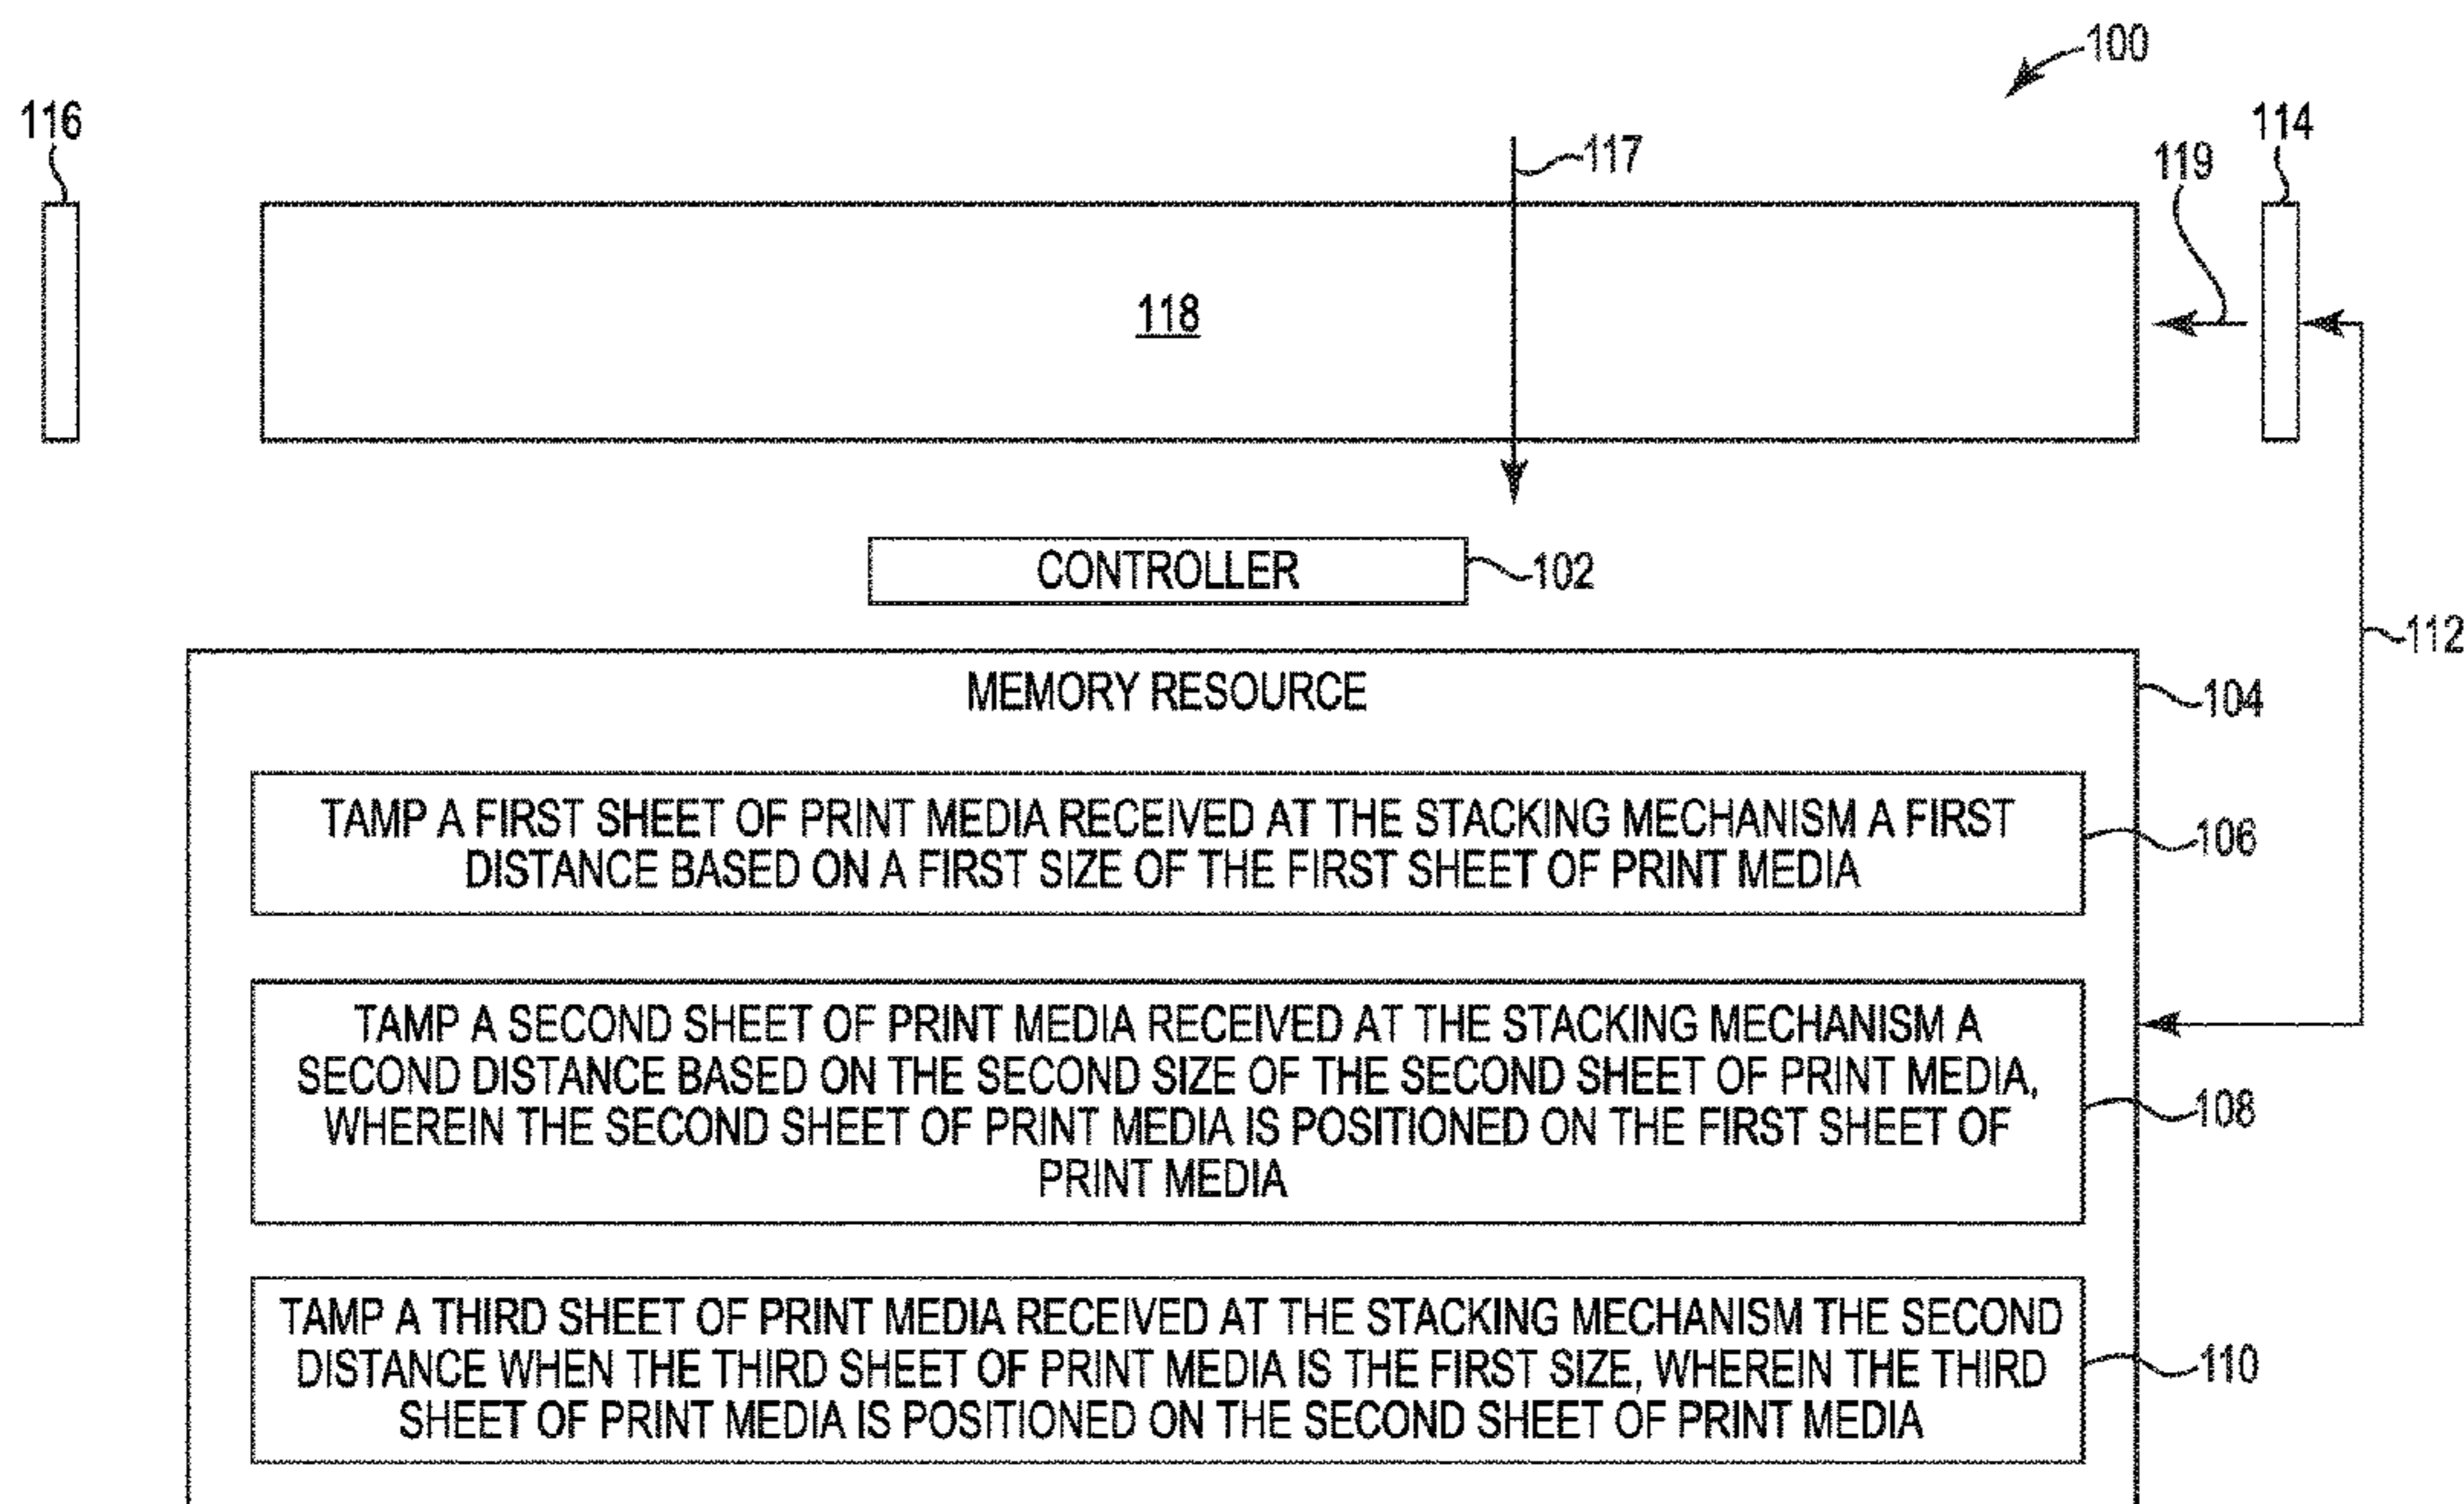 100
116
114
117
119
118
CONTROLLER
102
112
MEMORY RESOURCE
104
TAMP A FIRST SHEET OF PRINT MEDIA RECEIVED AT THE STACKING MECHANISM A FIRST
DISTANCE BASED ON A FIRST SIZE OF THE FIRST SHEET OF PRINT MEDIA
106
TAMP A SECOND SHEET OF PRINT MEDIA RECEIVED AT THE STACKING MECHANISM A
SECOND DISTANCE BASED ON THE SECOND SIZE OF THE SECOND SHEET OF PRINT MEDIA,
WHEREIN THE SECOND SHEET OF PRINT MEDIA IS POSITIONED ON THE FIRST SHEET OF
PRINT MEDIA
108
TAMP A THIRD SHEET OF PRINT MEDIA RECEIVED AT THE STACKING MECHANISM THE SECOND
DISTANCE WHEN THE THIRD SHEET OF PRINT MEDIA IS THE FIRST SIZE, WHEREIN THE THIRD
SHEET OF PRINT MEDIA IS POSITIONED ON THE SECOND SHEET OF PRINT MEDIA
110